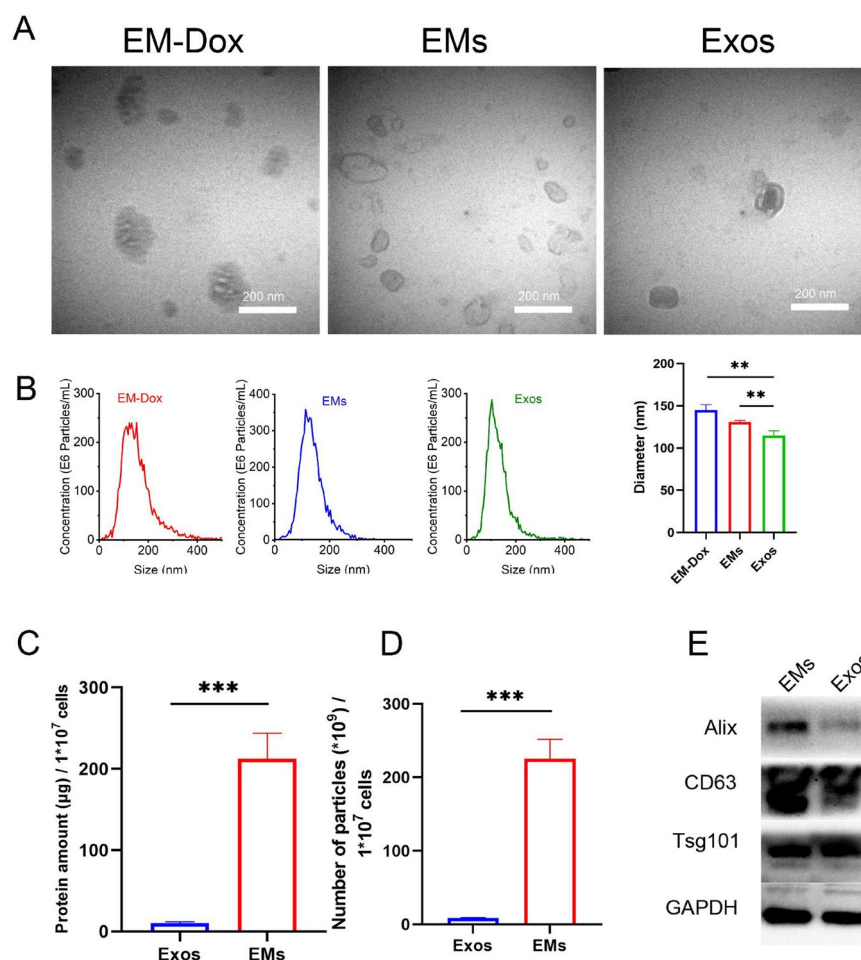 A
EM-Dox
EMs
Exos
200 nm
200 nm
200 nm
B
Concentration (E6 Particles/mL)
300
200
100
0
EM-Dox
0
200
400
Size (nm)
Concentration (E6 Particles/mL)
400
300
200
100
0
EMs
0
200
400
Size (nm)
Concentration (E6 Particles/mL)
300
200
100
0
Exos
0
200
400
Size (nm)
Diameter (nm)
200
150
100
50
0
**
**
EM-Dox
EMs
Exos
C
Protein amount (µg) / 1*10⁷ cells
300
200
100
0
***
Exos
EMs
D
Number of particles (*10⁹) /
1*10⁷ cells
300
200
100
0
***
Exos
EMs
E
EMs
Exos
Alix
CD63
Tsg101
GAPDH